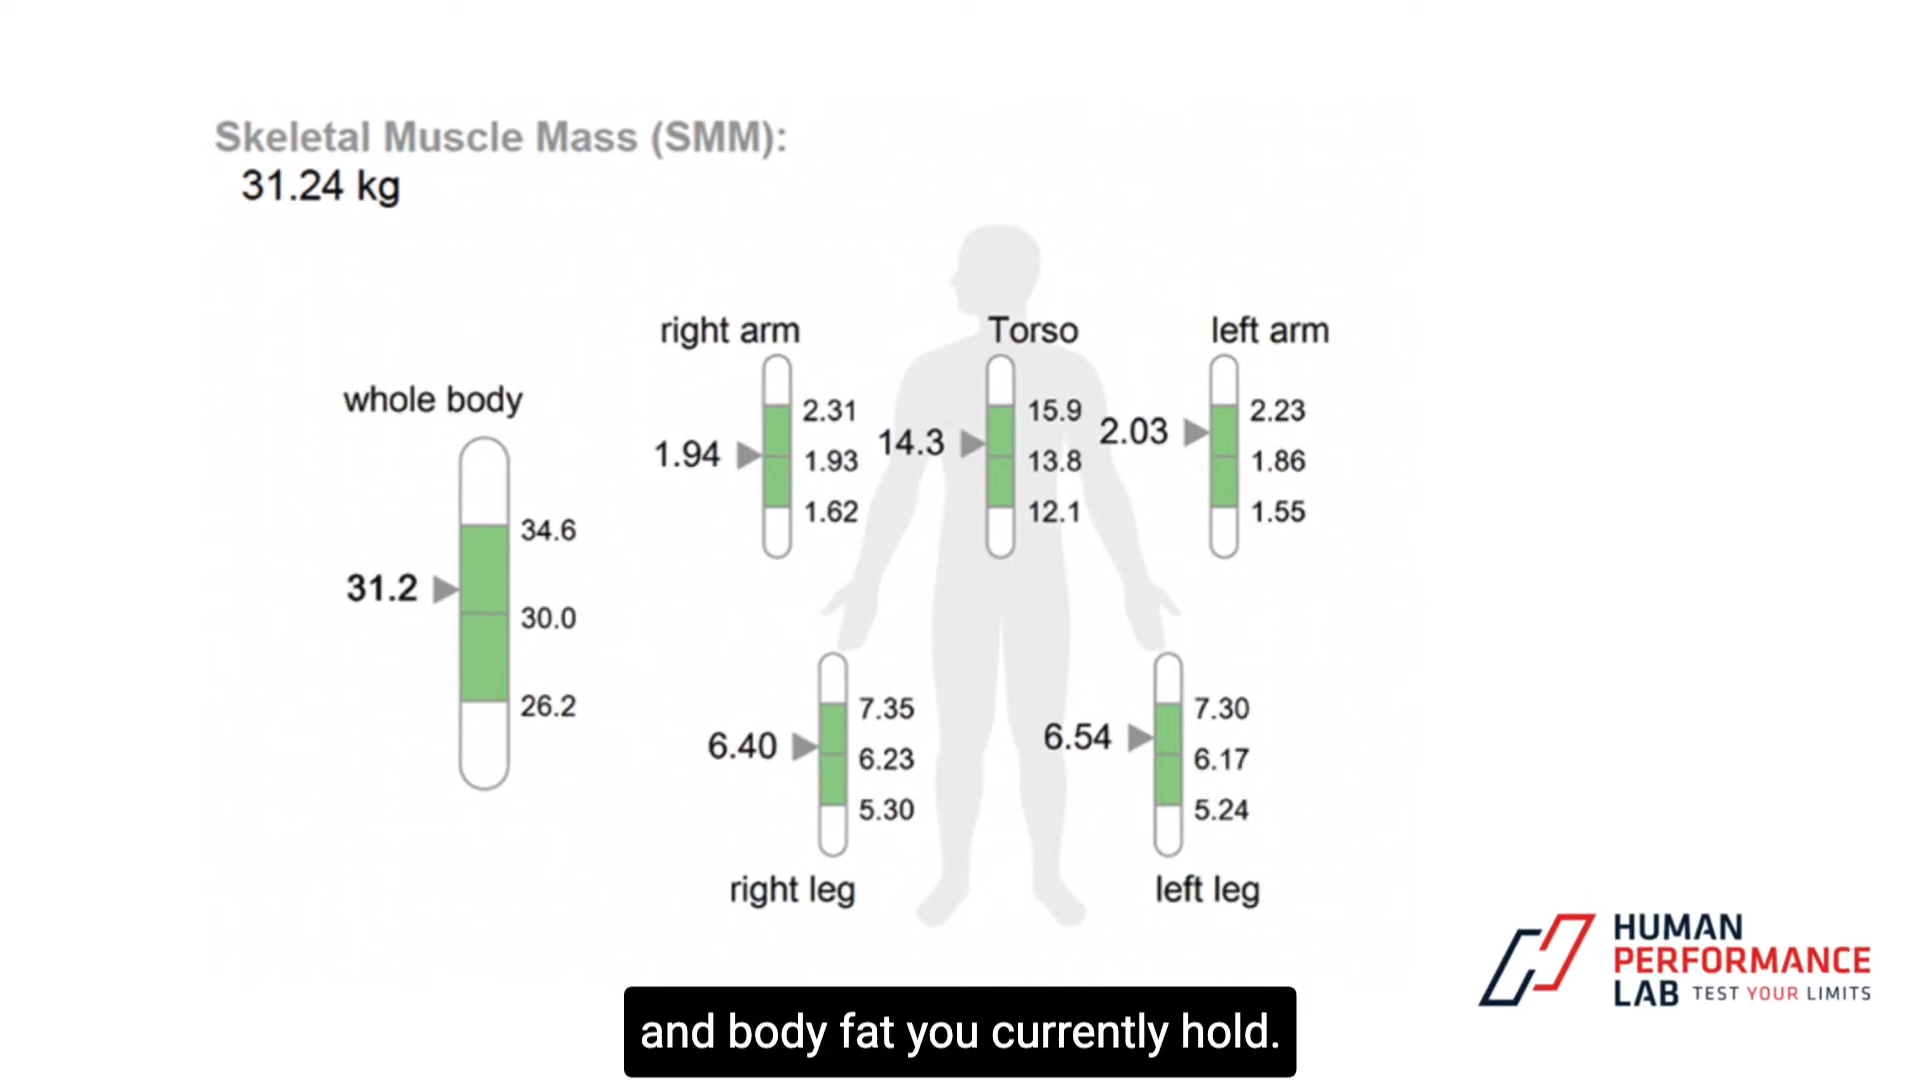 Skeletal Muscle Mass (SMM):
31.24 kg
whole body
34.6
31.2
30.0
26.2
right arm
2.31
1.94
1.93
1.62
Torso
15.9
14.3
13.8
12.1
left arm
2.23
2.03
1.86
1.55
7.35
6.40
6.23
5.30
right leg
7.30
6.54
6.17
5.24
left leg
HUMAN
PERFORMANCE
LAB TEST YOUR LIMITS
and body fat you currently hold.